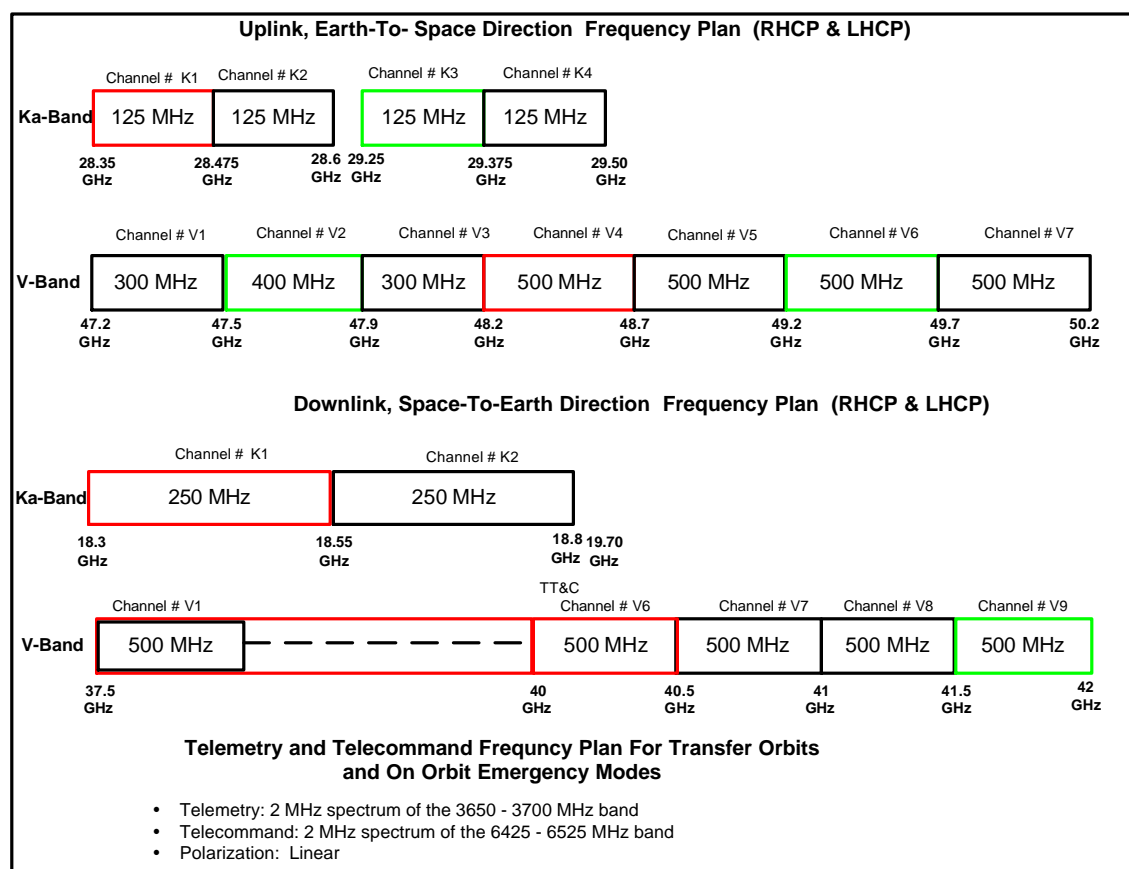 Uplink, Earth-To- Space Direction  Frequency Plan  (RHCP & LHCP)
Channel #  K1
Channel # K2
Channel # K3
Channel # K4
Ka-Band
125 MHz
125 MHz
125 MHz
125 MHz
28.35 GHz
28.475 GHz
28.6 GHz
29.25 GHz
29.375 GHz
29.50 GHz
Channel # V1
Channel # V2
Channel # V3
Channel # V4
Channel # V5
Channel # V6
Channel # V7
V-Band
300 MHz
400 MHz
300 MHz
500 MHz
500 MHz
500 MHz
500 MHz
47.2 GHz
47.5 GHz
47.9 GHz
48.2 GHz
48.7 GHz
49.2 GHz
49.7 GHz
50.2 GHz
Downlink, Space-To-Earth Direction  Frequency Plan  (RHCP & LHCP)
Channel #  K1
Channel # K2
Ka-Band
250 MHz
250 MHz
18.3 GHz
18.55 GHz
18.8 GHz
19.70 GHz
TT&C
Channel # V1
Channel # V6
Channel # V7
Channel # V8
Channel # V9
V-Band
500 MHz
500 MHz
500 MHz
500 MHz
500 MHz
37.5 GHz
40 GHz
40.5 GHz
41 GHz
41.5 GHz
42 GHz
Telemetry and Telecommand Frequncy Plan For Transfer Orbits
and On Orbit Emergency Modes
• Telemetry: 2 MHz spectrum of the 3650 - 3700 MHz band
• Telecommand: 2 MHz spectrum of the 6425 - 6525 MHz band
• Polarization:  Linear